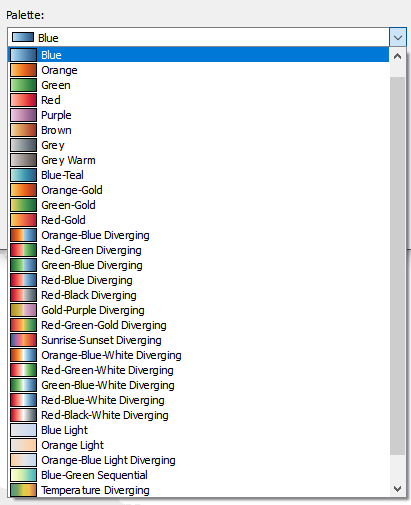 Palette:
Blue
Blue
Orange
Green
Red
Purple
Brown
Grey
Grey Warm
Blue-Teal
Orange-Gold
Green-Gold
Red-Gold
Orange-Blue Diverging
Red-Green Diverging
Green-Blue Diverging
Red-Blue Diverging
Red-Black Diverging
Gold-Purple Diverging
Red-Green-Gold Diverging
Sunrise-Sunset Diverging
Orange-Blue-White Diverging
Red-Green-White Diverging
Green-Blue-White Diverging
Red-Blue-White Diverging
Red-Black-White Diverging
Blue Light
Orange Light
Orange-Blue Light Diverging
Blue-Green Sequential
Temperature Diverging